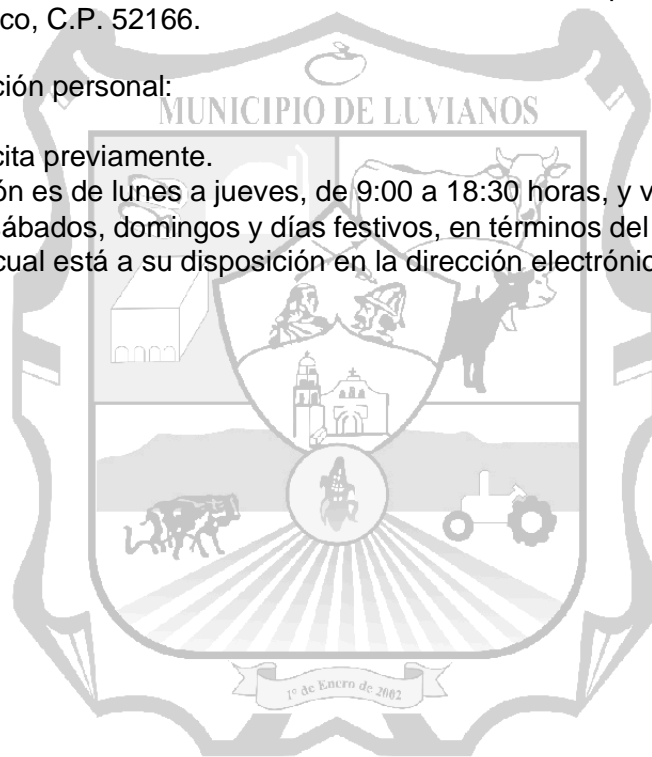 co, C.P. 52166.
ción personal:
MUNICIPIO DE LUVIANOS
cita previamente.
ón es de lunes a jueves, de 9:00 a 18:30 horas, y v
ábados, domingos y días festivos, en términos del
cual está a su disposición en la dirección electrónic
1º de Enero de 2002